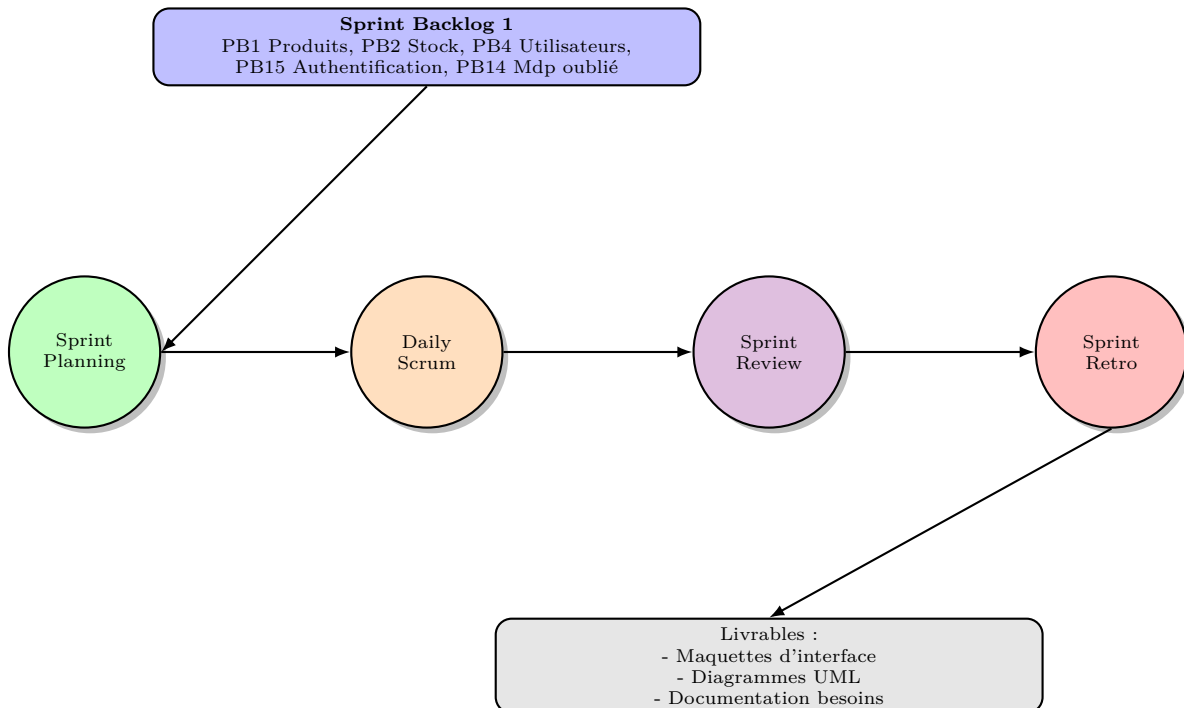 Sprint Backlog 1
PB1 Produits, PB2 Stock, PB4 Utilisateurs,
PB15 Authentification, PB14 Mdp oublié
Sprint
Planning
Daily
Scrum
Sprint
Review
Sprint
Retro
Livrables :
- Maquettes d'interface
- Diagrammes UML
- Documentation besoins